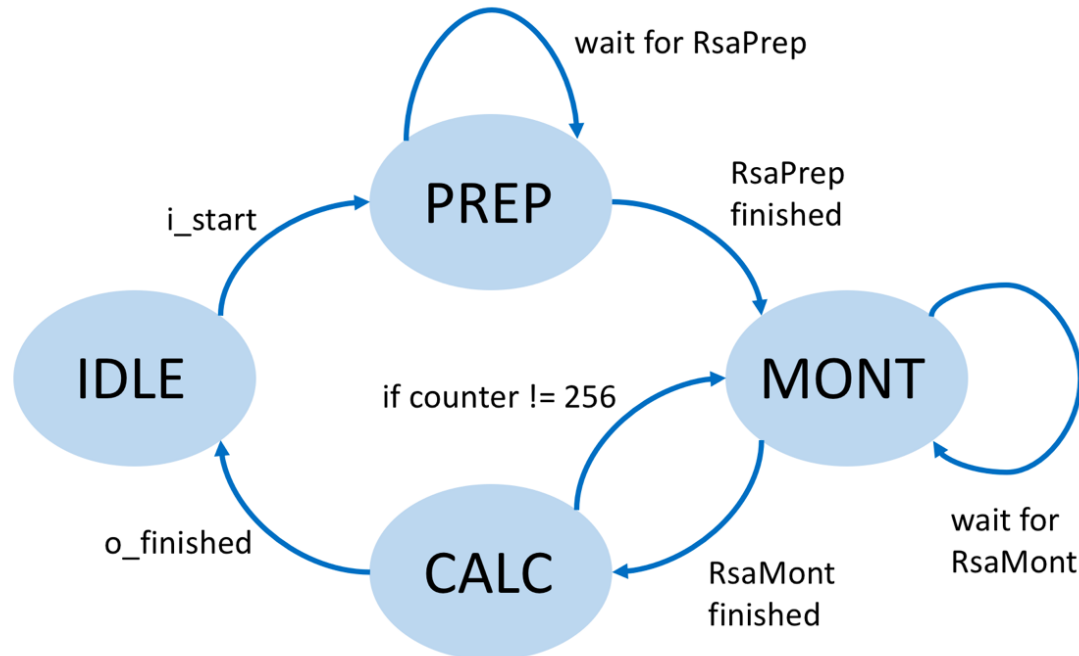 wait for RsaPrep
PREP
RsaPrep
finished
i_start
IDLE
MONT
if counter != 256
o_finished
CALC
RsaMont
finished
wait for
RsaMont